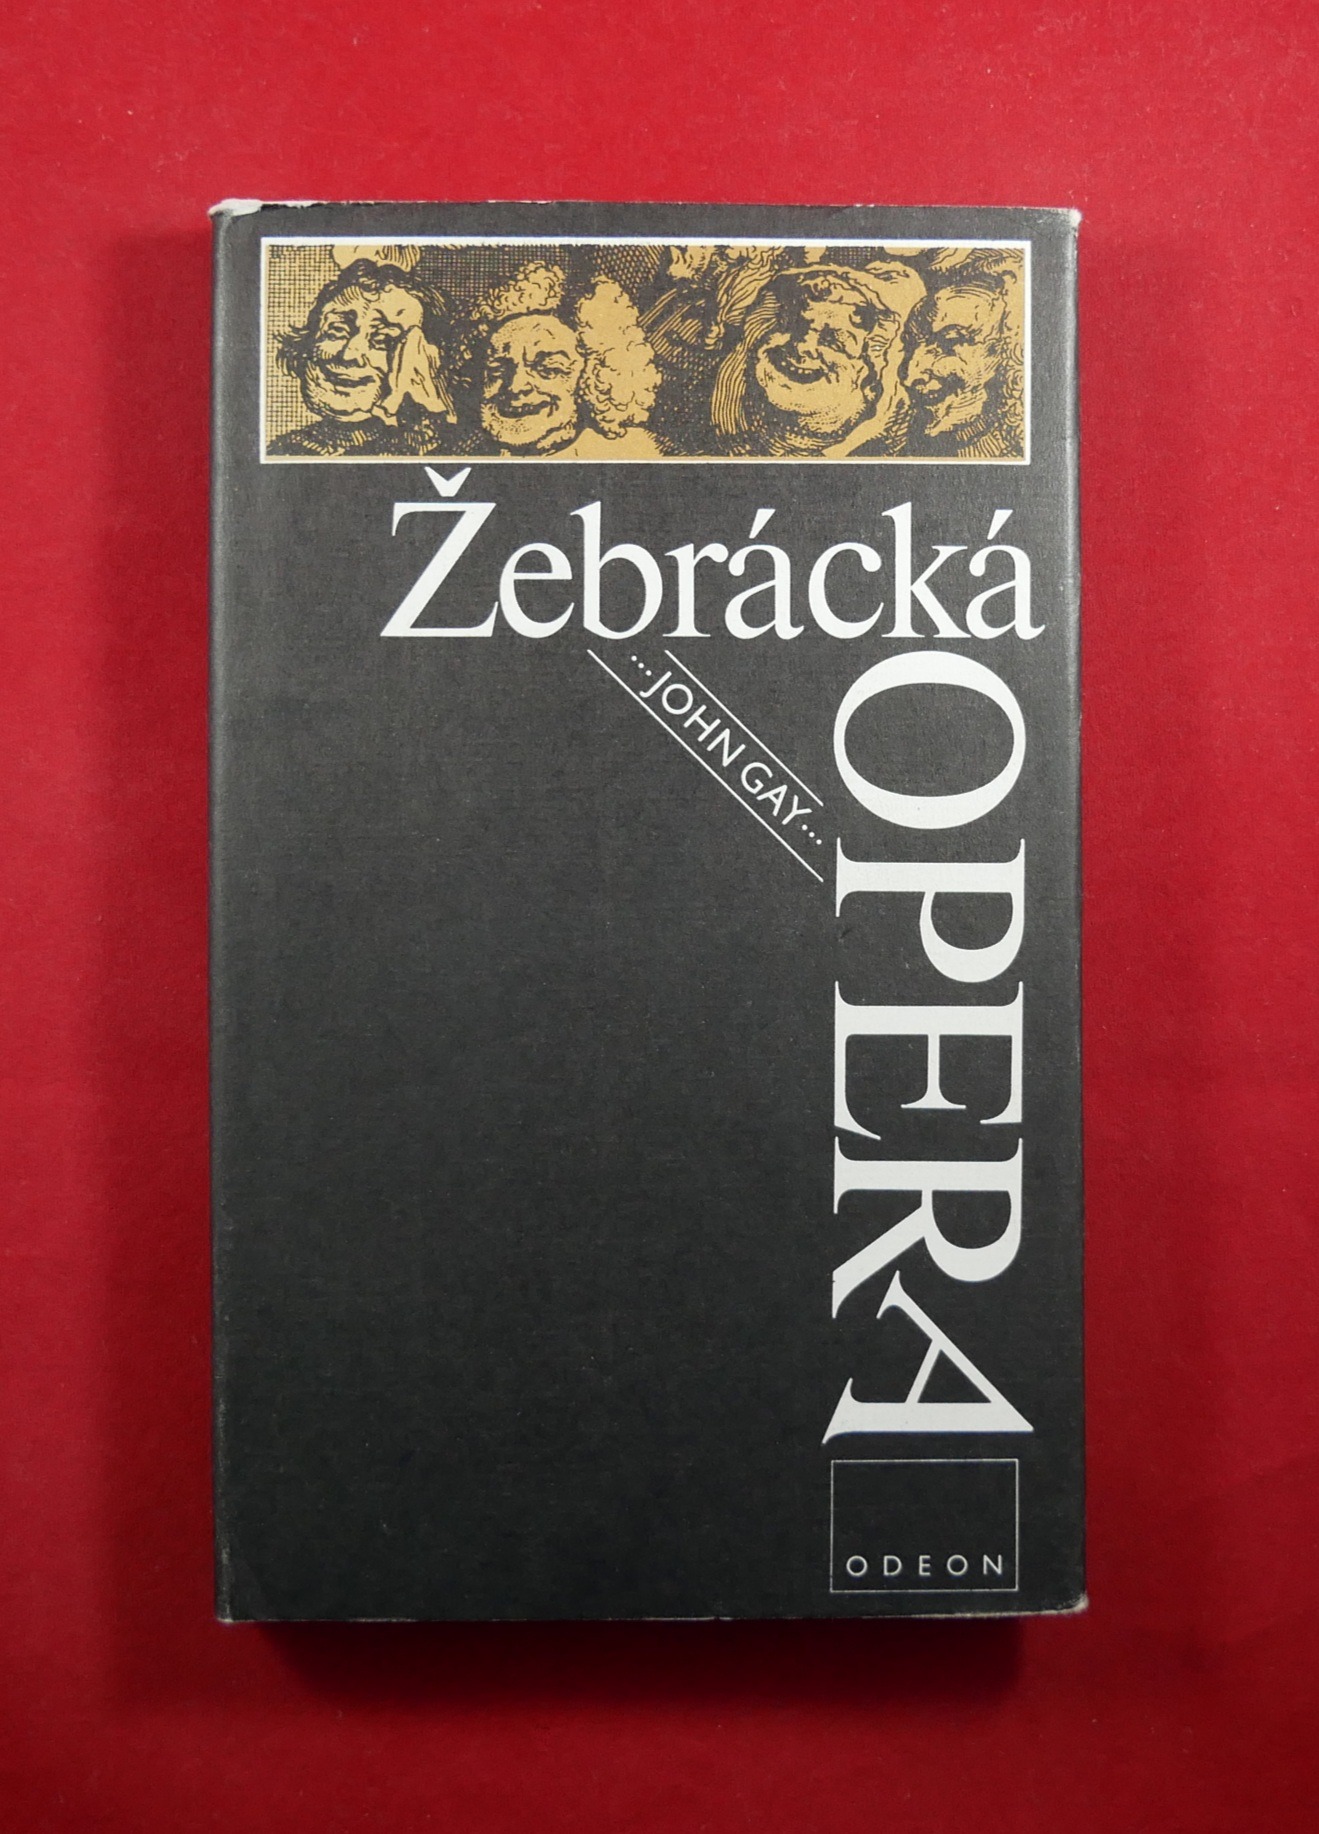 Žebrácká
...JOHN GAY...
OPERA
ODEON